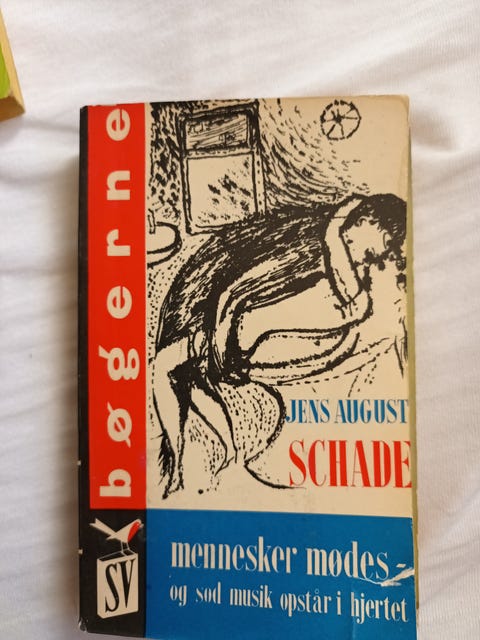 bøgerne
SV
JENS AUGUST
SCHADE
mennesker mødes -
og sød musik opstår i hjertet